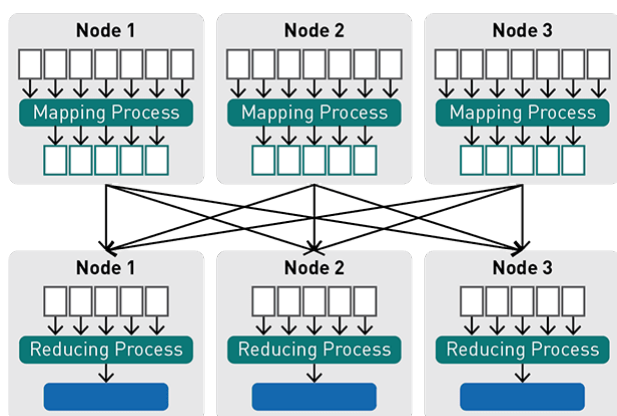 Node 1
Node 2
Node 3
Mapping Process
Mapping Process
Mapping Process
Node 1
Node 2
Node 3
Reducing Process
Reducing Process
Reducing Process